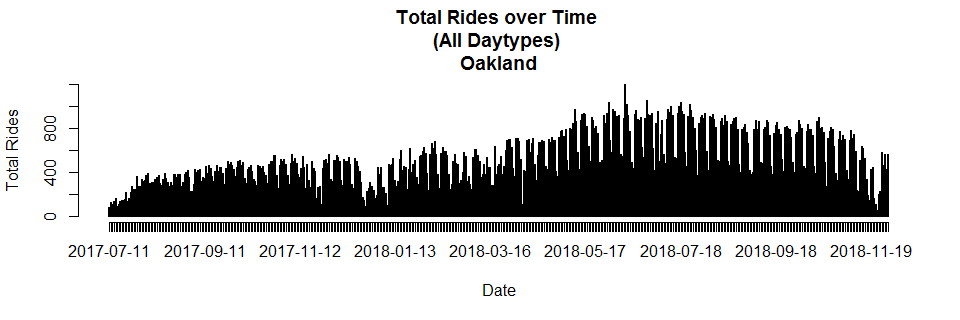 Total Rides over Time
(All Daytypes)
Oakland
Total Rides
800
400
0
2017-07-11 2017-09-11 2017-11-12 2018-01-13 2018-03-16 2018-05-17 2018-07-18 2018-09-18 2018-11-19
Date